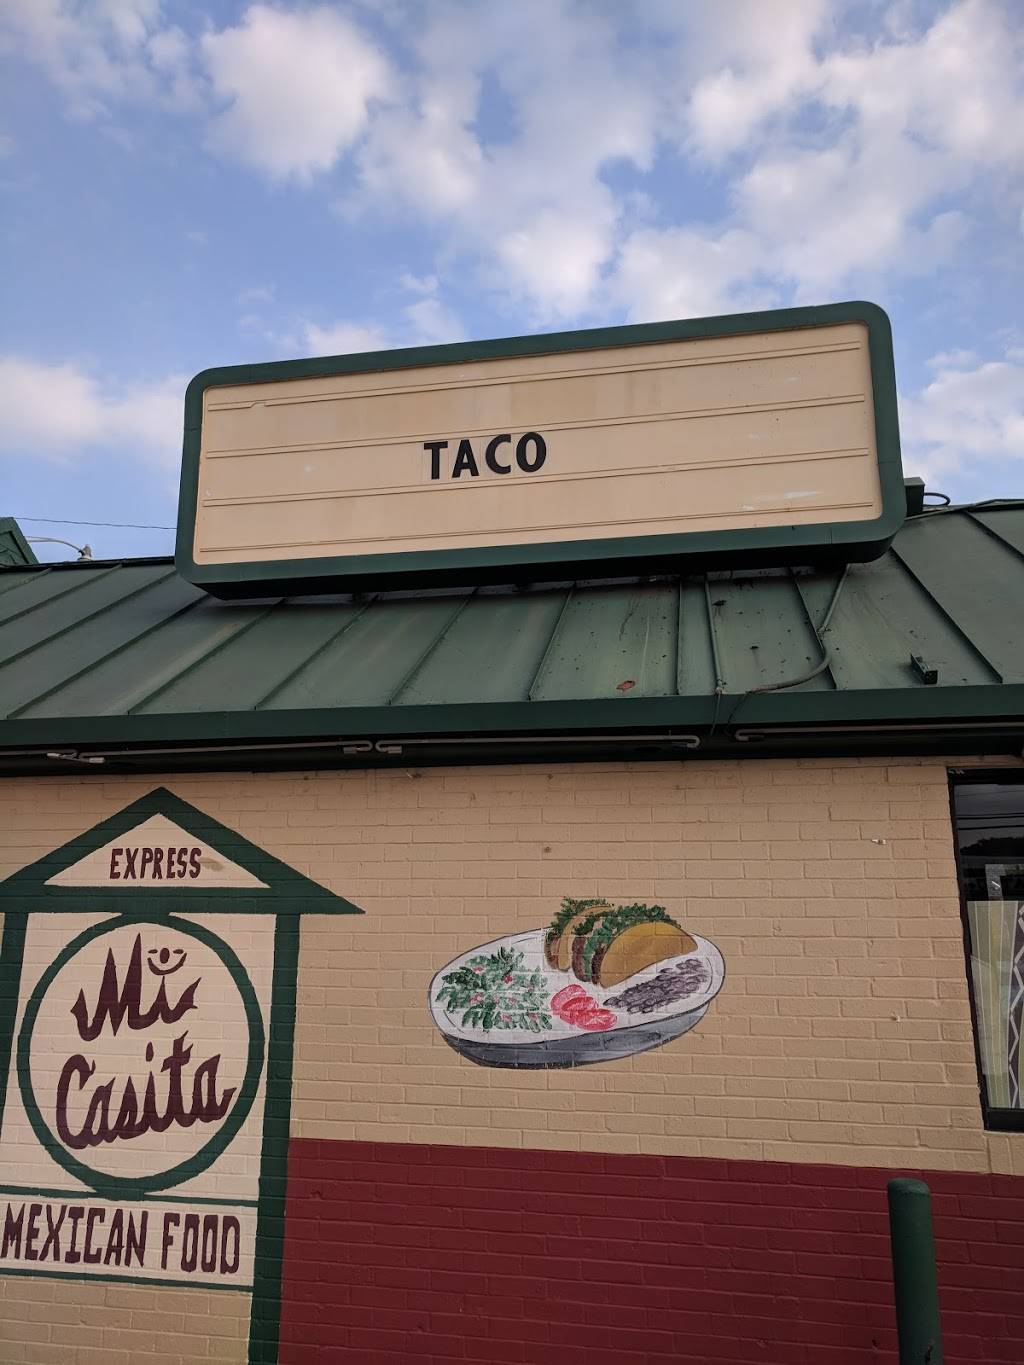 TACO
EXPRESS
Mi
Casita
MEXICAN FOOD